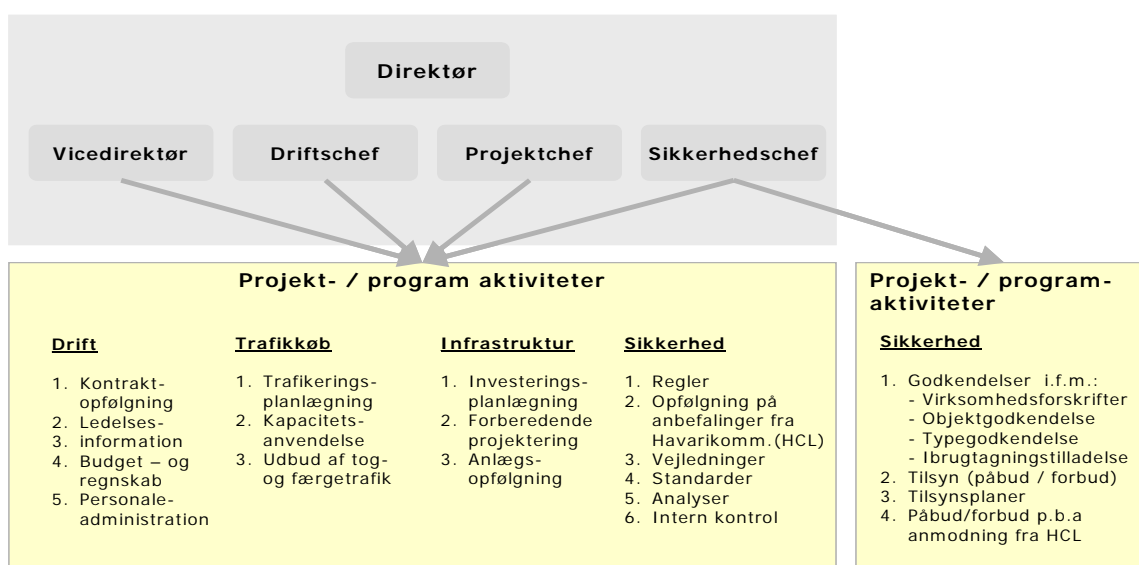 Direktør
Vicedirektør
Driftschef
Projektchef
Sikkerhedschef
Projekt- / program aktiviteter
Drift
1. Kontrakt-
opfølgning
2. Ledelses-
3. information
4. Budget – og
regnskab
5. Personale-
administration
Trafikkøb
1. Trafikerings-
planlægning
2. Kapacitets-
anvendelse
3. Udbud af tog-
og færgetrafik
Infrastruktur
1. Investerings-
planlægning
2. Forberedende
projektering
3. Anlægs-
opfølgning
Sikkerhed
1. Regler
2. Opfølgning på
anbefalinger fra
Havarikomm.(HCL)
3. Vejledninger
4. Standarder
5. Analyser
6. Intern kontrol
Projekt- / program-
aktiviteter
Sikkerhed
1. Godkendelser i.f.m.:
- Virksomhedsforskrifter
- Objektgodkendelse
- Typegodkendelse
- Ibrugtagningstilladelse
2. Tilsyn (påbud / forbud)
3. Tilsynsplaner
4. Påbud/forbud p.b.a
anmodning fra HCL